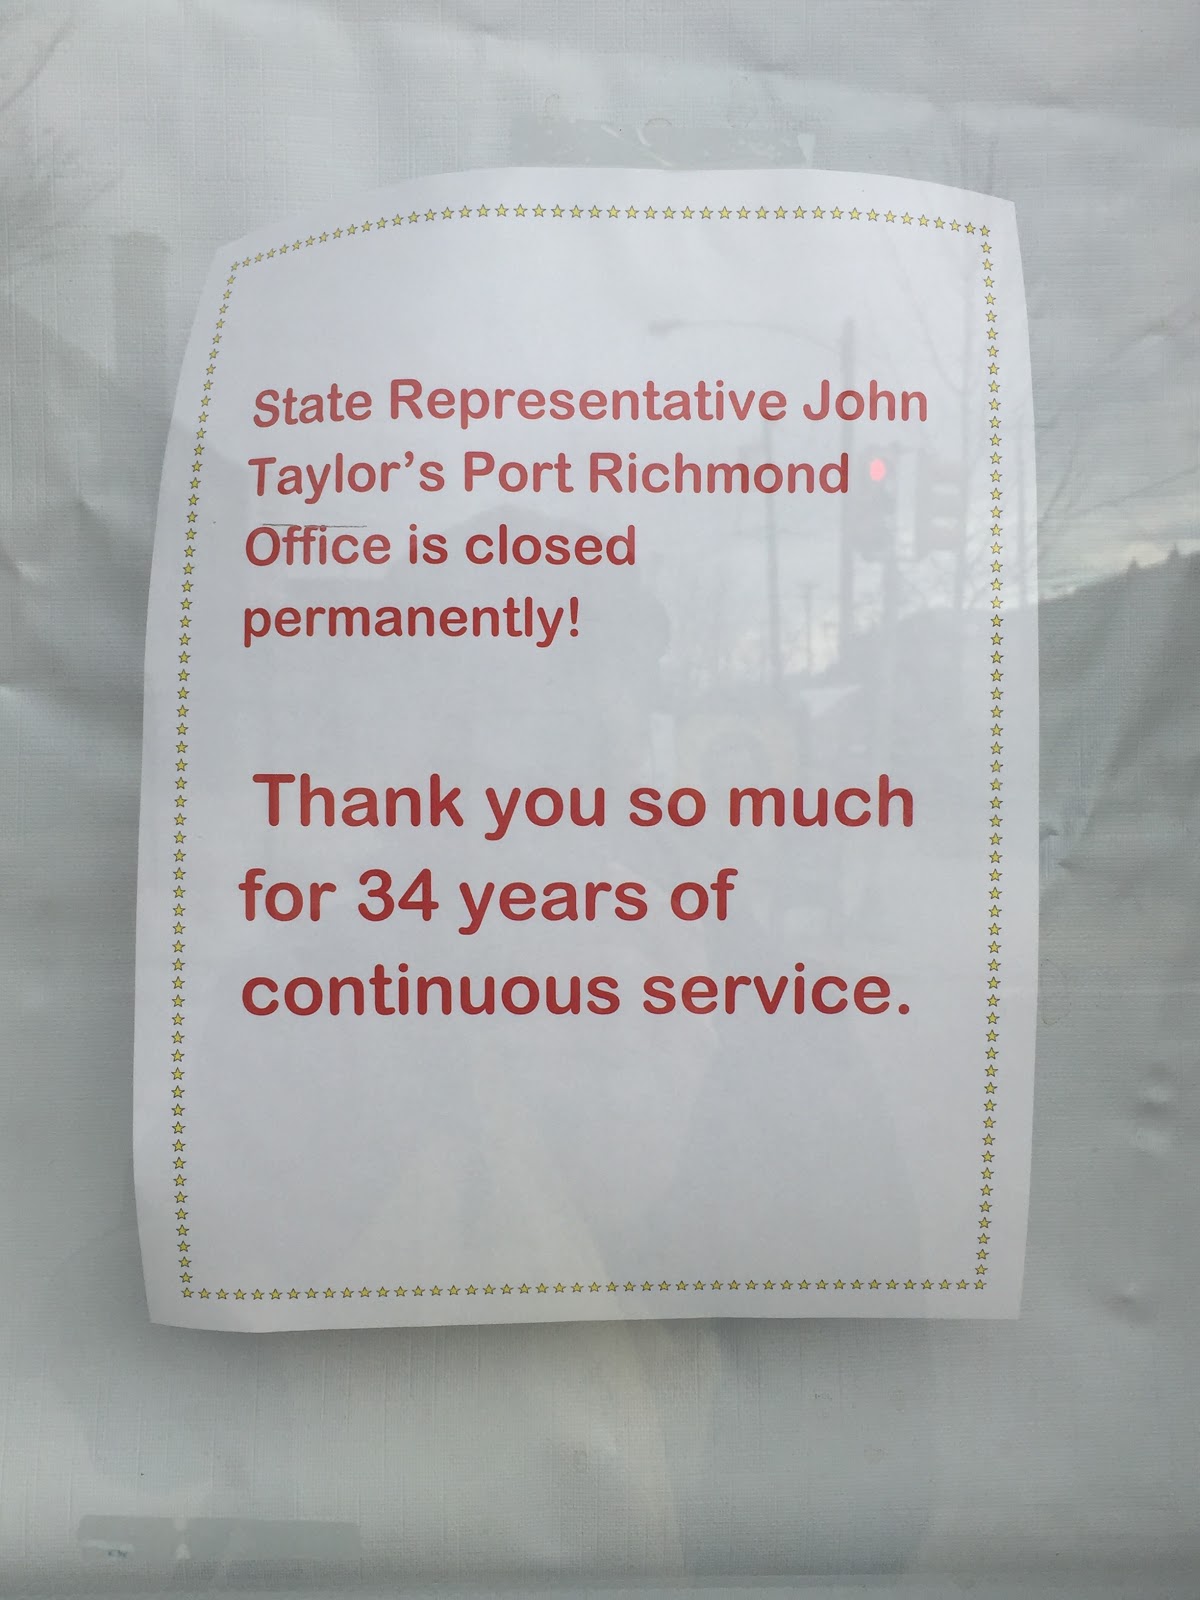 State Representative John
Taylor’s Port Richmond
Office is closed
permanently!
Thank you so much
for 34 years of
continuous service.